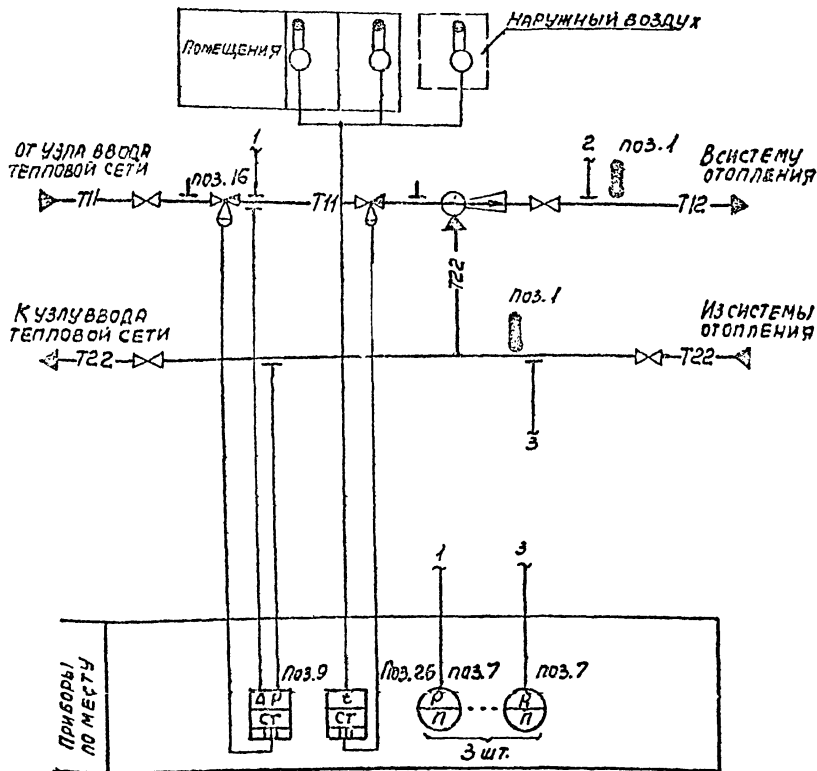 НАРУЖНЫЙ ВОЗДУХ
ПОМЕЩЕНИЯ
ОТ УЗЛА ВВОДА
ТЕПЛОВОЙ СЕТИ
поз.16
1
2
поз.1
В СИСТЕМУ
ОТОПЛЕНИЯ
Т11
Т11
Т12
Т22
К УЗЛУ ВВОДА
ТЕПЛОВОЙ СЕТИ
поз.1
ИЗ СИСТЕМЫ
ОТОПЛЕНИЯ
Т22
Т22
3
1
3
ПРИБОРЫ
ПО МЕСТУ
Δ Р
СТ
Поз.9
t
СТ
Поз.26
поз.7
Р
П
поз.7
П
3 шт.